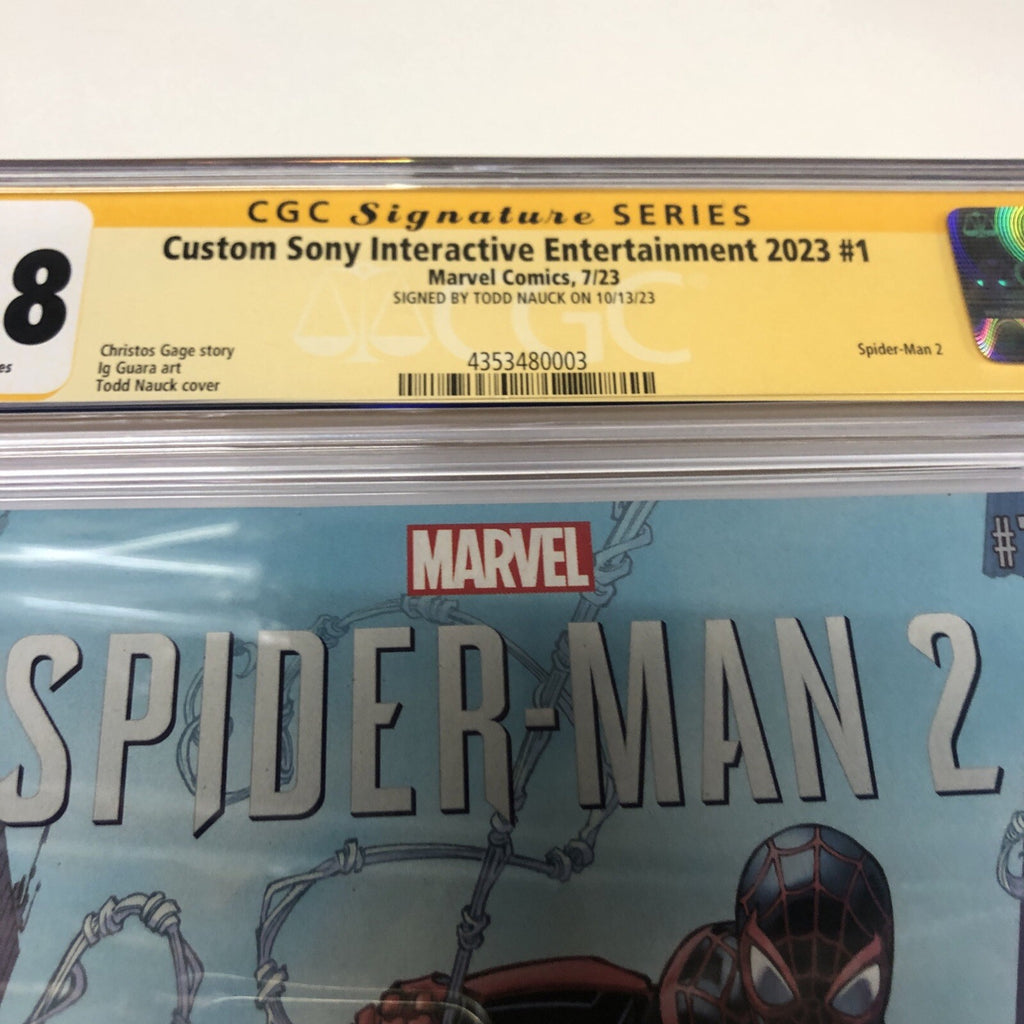 CGC Signature SERIES
Custom Sony Interactive Entertainment 2023 #1
Marvel Comics, 7/23
SIGNED BY TODD NAUCK ON 10/13/23
8
Christos Gage story
Ig Guara art
Todd Nauck cover
4353480003
Spider-Man 2
CGC
MARVEL
SPIDER-MAN 2